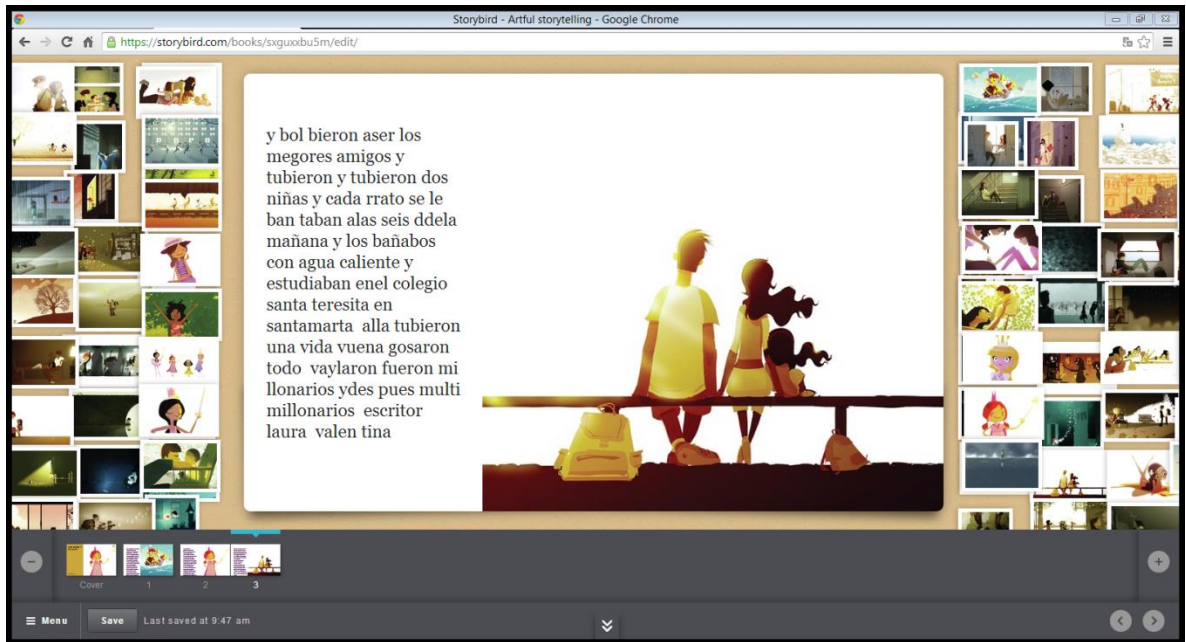 Storybird - Artful storytelling - Google Chrome
https://storybird.com/books/sxguxxbu5m/edit/
y bol bieron aser los
megores amigos y
tubieron y tubieron dos
niñas y cada rrato se le
ban taban alas seis ddela
mañana y los bañabos
con agua caliente y
estudiaban enel colegio
santa teresita en
santamarta alla tubieron
una vida vuena gosaron
todo vaylaron fueron mi
llonarios ydes pues multi
millonarios escritor
laura valen tina
Cover 1 2 3
Menu Save Last saved at 9:47 am